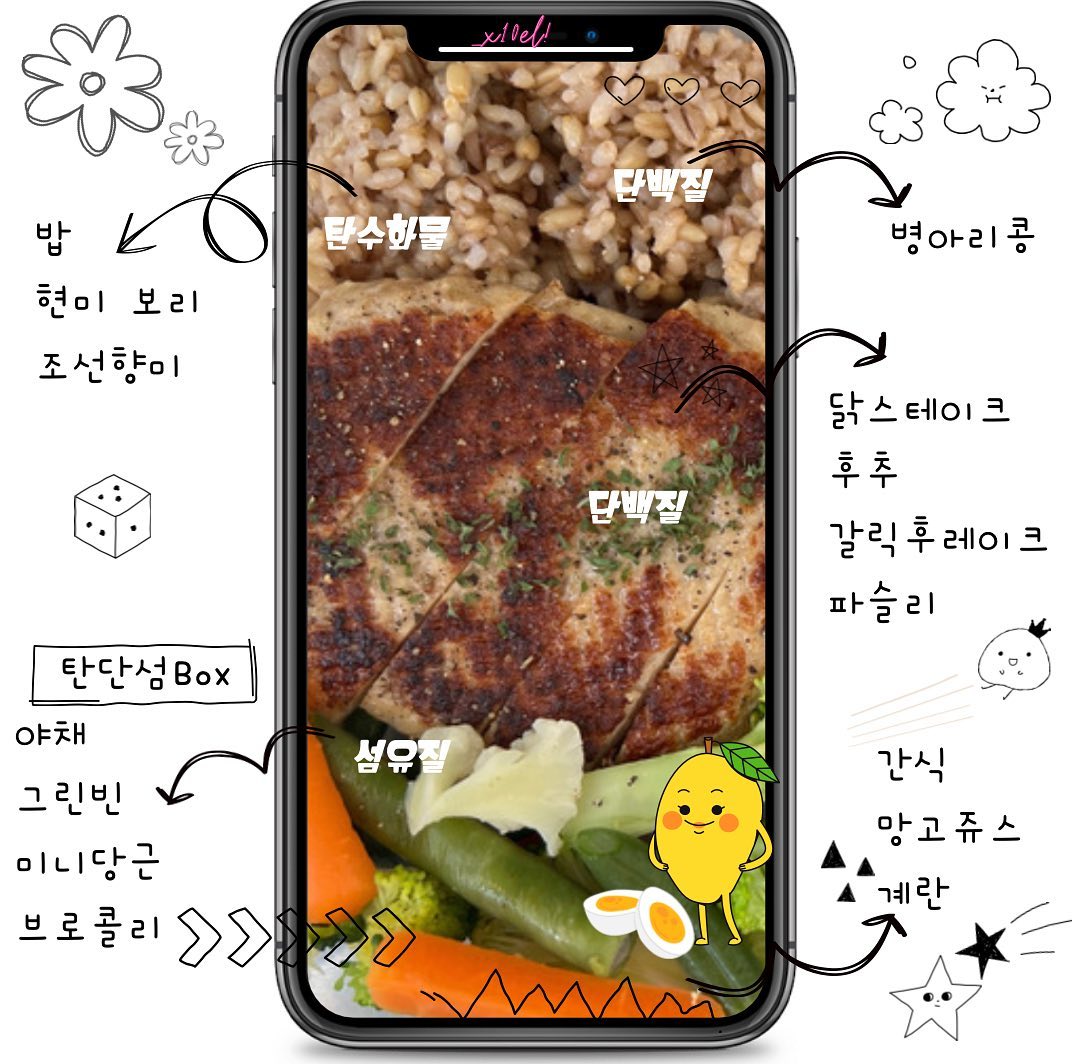 x10el!
탄수화물
밥
현미 보리
조선향미
단백질
병아리콩
단백질
닭스테이크
후추
갈릭후레이크
파슬리
탄단섬Box
섬유질
야채
그린빈
미니당근
브로콜리
간식
망고쥬스
계란